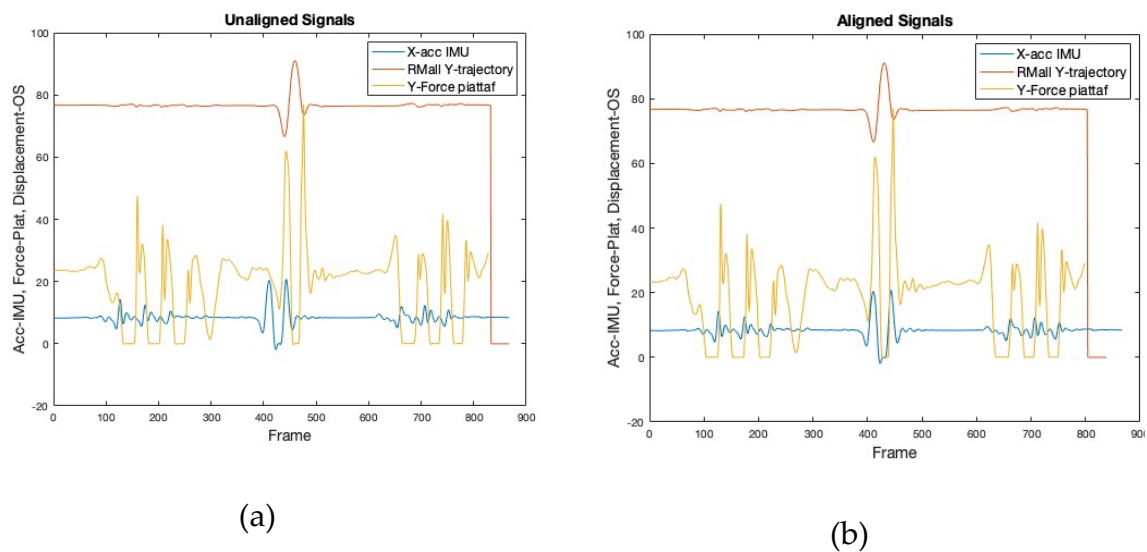 Unaligned Signals
X-acc IMU
RMall Y-trajectory
Y-Force piattaf
Acc-IMU, Force-Plat, Displacement-OS
100
80
60
40
20
0
-20
0 100 200 300 400 500 600 700 800 900
Frame
(a)
Aligned Signals
X-acc IMU
RMall Y-trajectory
Y-Force piattaf
Acc-IMU, Force-Plat, Displacement-OS
100
80
60
40
20
0
-20
0 100 200 300 400 500 600 700 800 900
Frame
(b)